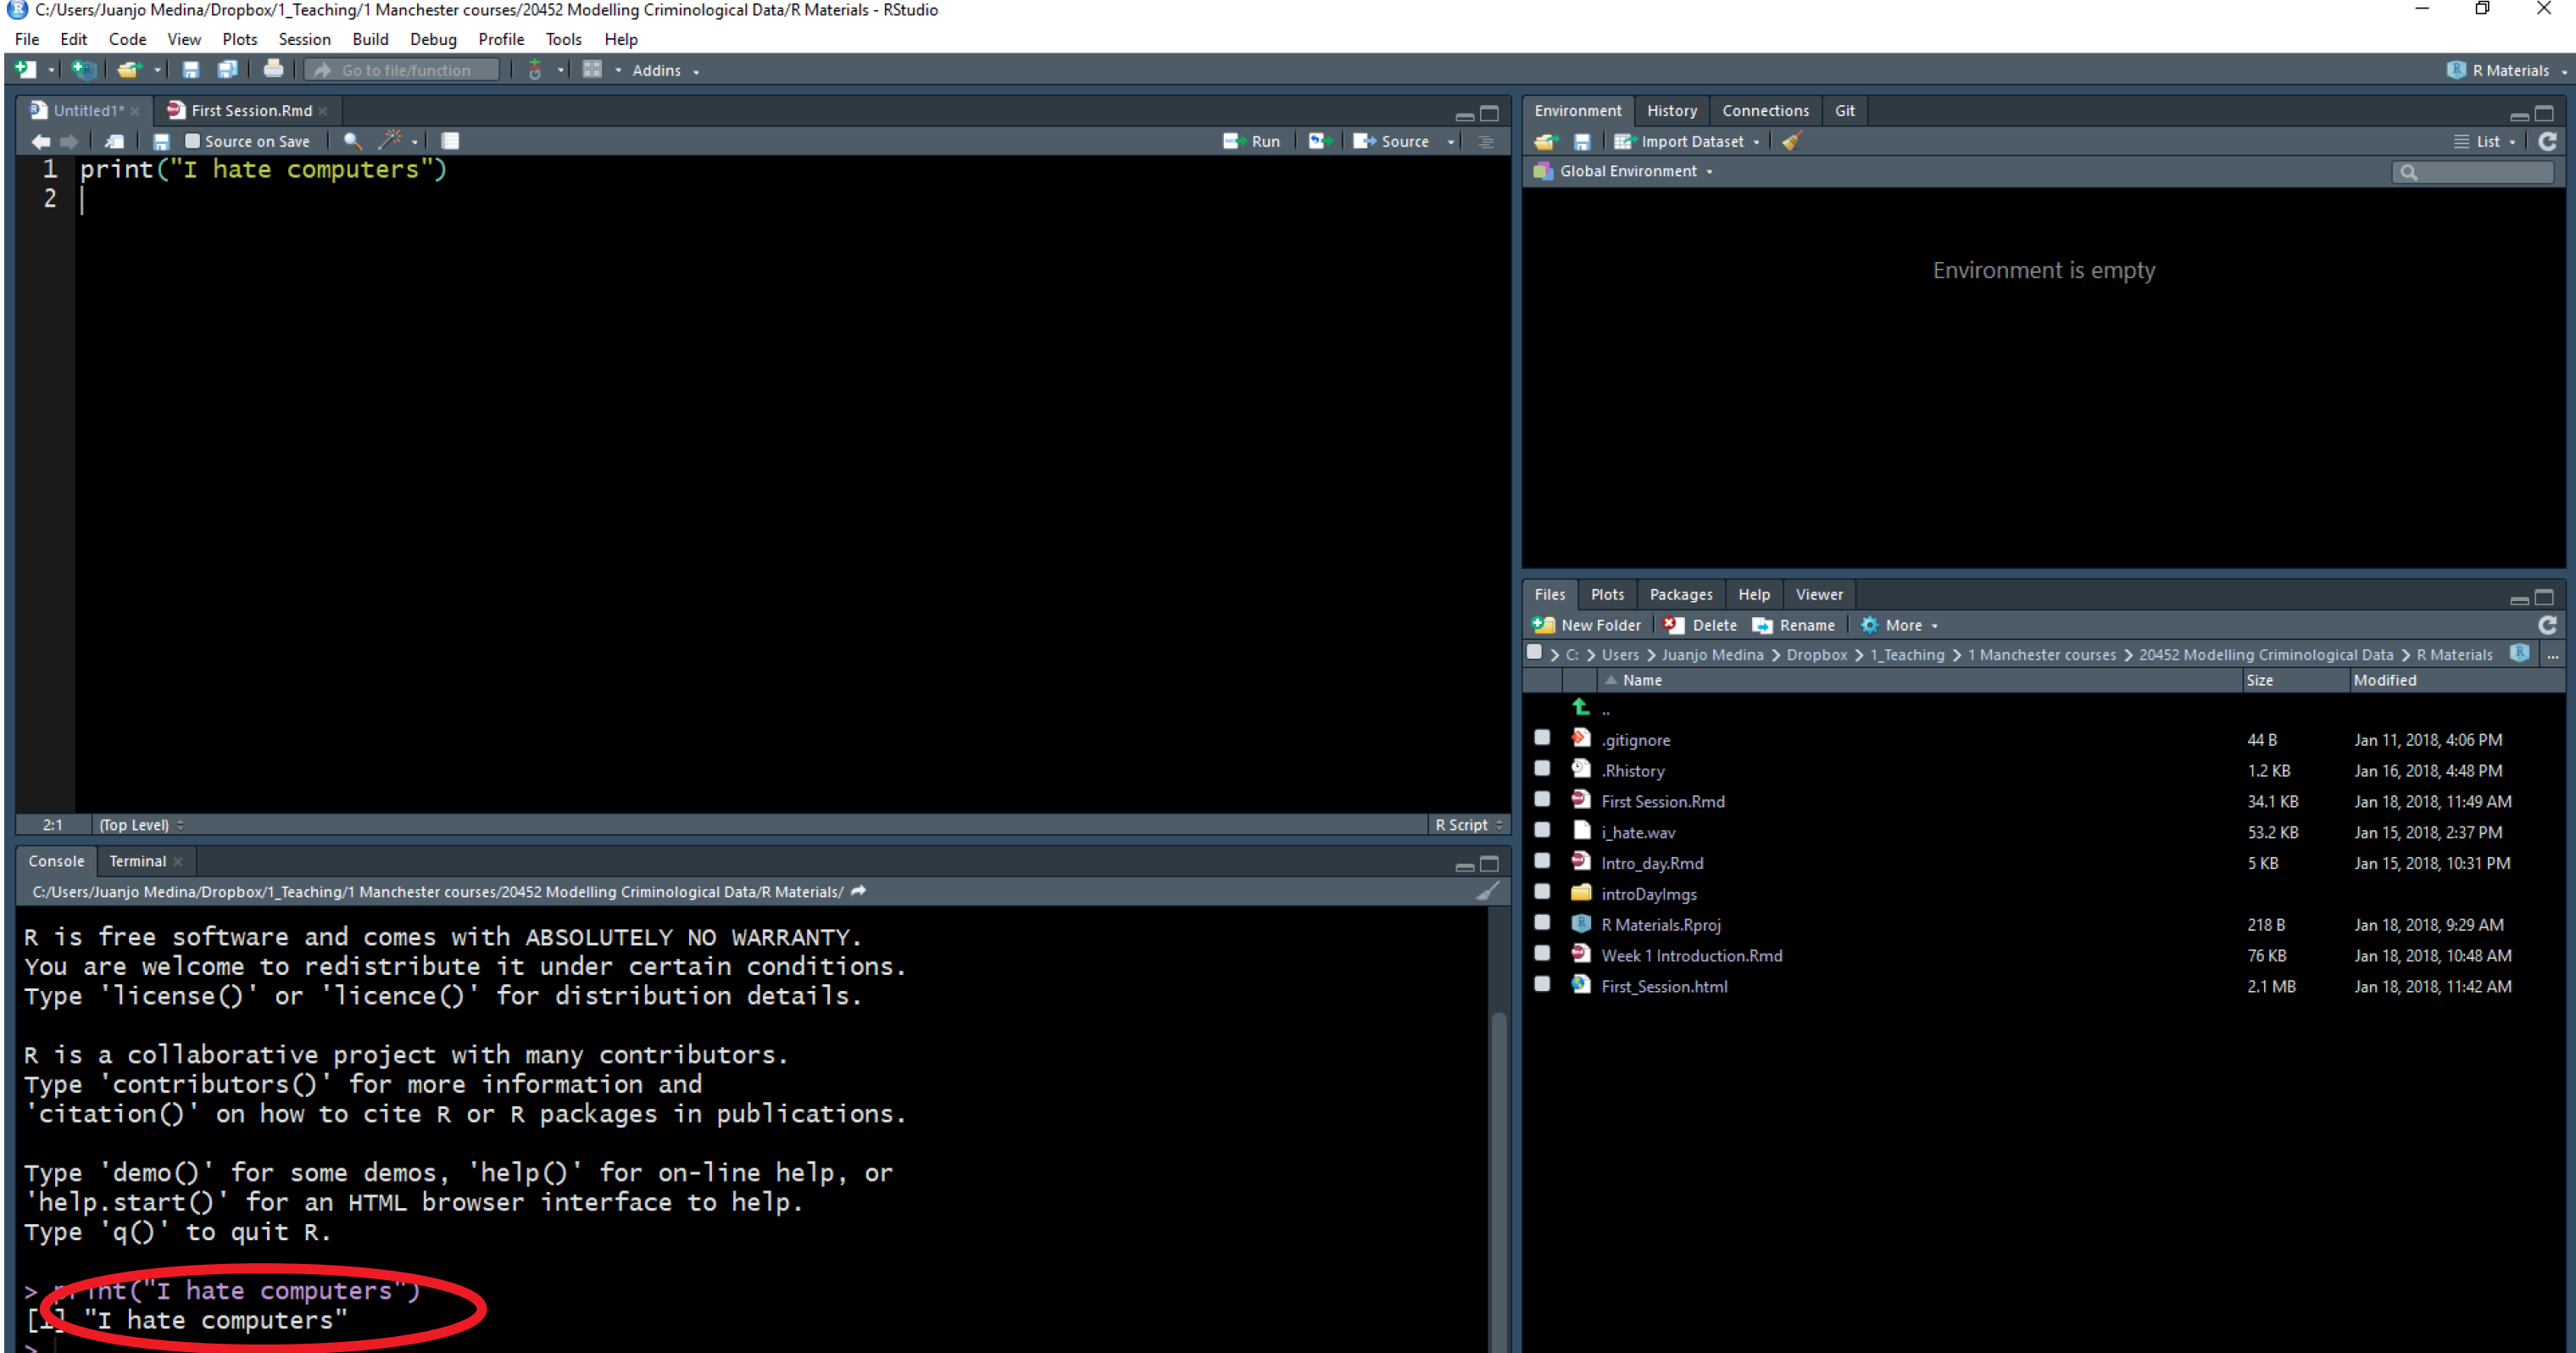 C:/Users/Juanjo Medina/Dropbox/1_Teaching/1 Manchester courses/20452 Modelling Criminological Data/R Materials - RStudio
File Edit Code View Plots Session Build Debug Profile Tools Help
Go to file/function Addins R Materials
Untitled1* First Session.Rmd
Source on Save Run Source
1 print("I hate computers")
2
2:1 (Top Level) R Script
Console Terminal
C:/Users/Juanjo Medina/Dropbox/1_Teaching/1 Manchester courses/20452 Modelling Criminological Data/R Materials/
R is free software and comes with ABSOLUTELY NO WARRANTY.
You are welcome to redistribute it under certain conditions.
Type 'license()' or 'licence()' for distribution details.
R is a collaborative project with many contributors.
Type 'contributors()' for more information and
'citation()' on how to cite R or R packages in publications.
Type 'demo()' for some demos, 'help()' for on-line help, or
'help.start()' for an HTML browser interface to help.
Type 'q()' to quit R.
> print("I hate computers")
[1] "I hate computers"
>
Environment History Connections Git
Import Dataset List
Global Environment
Environment is empty
Files Plots Packages Help Viewer
New Folder Delete Rename More
C: > Users > Juanjo Medina > Dropbox > 1_Teaching > 1 Manchester courses > 20452 Modelling Criminological Data > R Materials ...
Name Size Modified
..
.gitignore 44 B Jan 11, 2018, 4:06 PM
.Rhistory 1.2 KB Jan 16, 2018, 4:48 PM
First Session.Rmd 34.1 KB Jan 18, 2018, 11:49 AM
i_hate.wav 53.2 KB Jan 15, 2018, 2:37 PM
Intro_day.Rmd 5 KB Jan 15, 2018, 10:31 PM
introDayImgs
R Materials.Rproj 218 B Jan 18, 2018, 9:29 AM
Week 1 Introduction.Rmd 76 KB Jan 18, 2018, 10:48 AM
First_Session.html 2.1 MB Jan 18, 2018, 11:42 AM